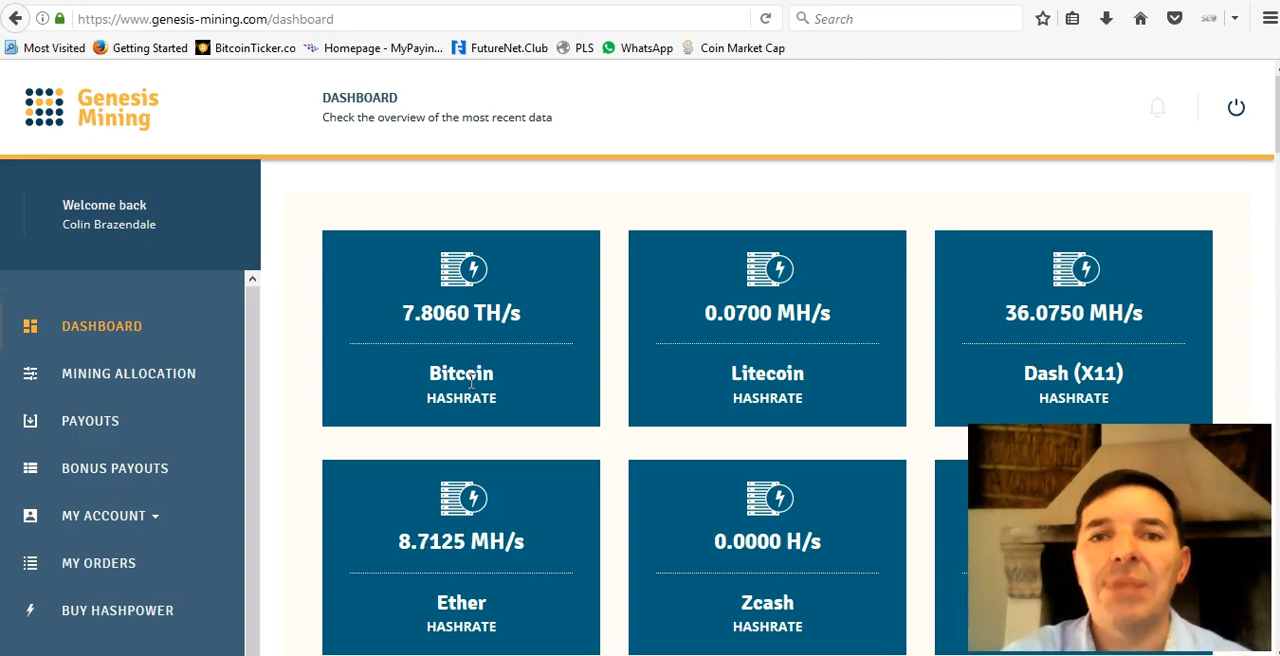 https://www.genesis-mining.com/dashboard
Search
Most Visited
Getting Started
BitcoinTicker.co
Homepage - MyPayin...
FutureNet.Club
PLS
WhatsApp
Coin Market Cap
Genesis
Mining
DASHBOARD
Check the overview of the most recent data
Welcome back
Colin Brazendale
DASHBOARD
MINING ALLOCATION
PAYOUTS
BONUS PAYOUTS
MY ACCOUNT
MY ORDERS
BUY HASHPOWER
7.8060 TH/s
Bitcoin
HASHRATE
0.0700 MH/s
Litecoin
HASHRATE
36.0750 MH/s
Dash (X11)
HASHRATE
8.7125 MH/s
Ether
HASHRATE
0.0000 H/s
Zcash
HASHRATE